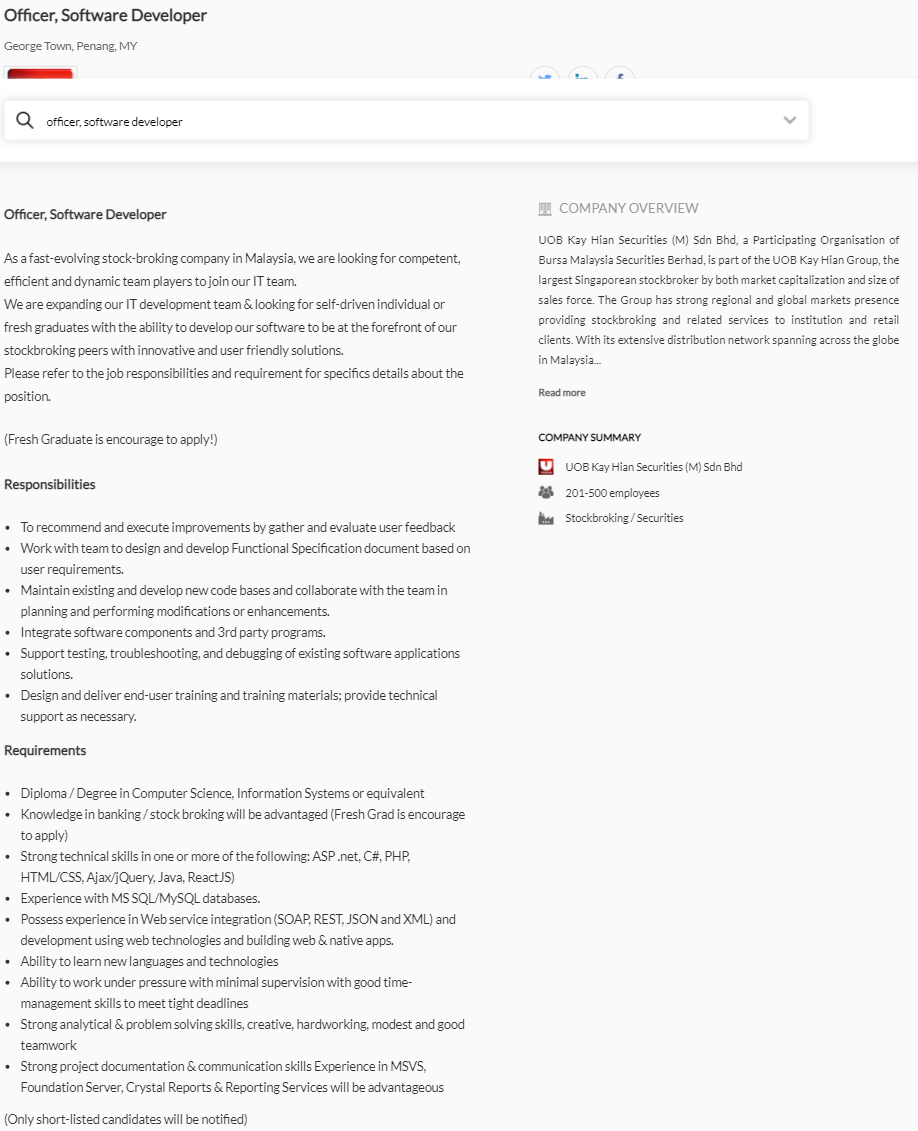 Officer, Software Developer
George Town, Penang, MY
officer, software developer
Officer, Software Developer
As a fast-evolving stock-broking company in Malaysia, we are looking for competent,
efficient and dynamic team players to join our IT team.
We are expanding our IT development team & looking for self-driven individual or
fresh graduates with the ability to develop our software to be at the forefront of our
stockbroking peers with innovative and user friendly solutions.
Please refer to the job responsibilities and requirement for specifics details about the
position.
(Fresh Graduate is encourage to apply!)
Responsibilities
• To recommend and execute improvements by gather and evaluate user feedback
• Work with team to design and develop Functional Specification document based on
user requirements.
• Maintain existing and develop new code bases and collaborate with the team in
planning and performing modifications or enhancements.
• Integrate software components and 3rd party programs.
• Support testing, troubleshooting, and debugging of existing software applications
solutions.
• Design and deliver end-user training and training materials; provide technical
support as necessary.
Requirements
• Diploma / Degree in Computer Science, Information Systems or equivalent
• Knowledge in banking / stock broking will be advantaged (Fresh Grad is encourage
to apply)
• Strong technical skills in one or more of the following: ASP .net, C#, PHP,
HTML/CSS, Ajax/jQuery, Java, ReactJS)
• Experience with MS SQL/MySQL databases.
• Possess experience in Web service integration (SOAP, REST, JSON and XML) and
development using web technologies and building web & native apps.
• Ability to learn new languages and technologies
• Ability to work under pressure with minimal supervision with good time-
management skills to meet tight deadlines
• Strong analytical & problem solving skills, creative, hardworking, modest and good
teamwork
• Strong project documentation & communication skills Experience in MSVS,
Foundation Server, Crystal Reports & Reporting Services will be advantageous
(Only short-listed candidates will be notified)
COMPANY OVERVIEW
UOB Kay Hian Securities (M) Sdn Bhd, a Participating Organisation of
Bursa Malaysia Securities Berhad, is part of the UOB Kay Hian Group, the
largest Singaporean stockbroker by both market capitalization and size of
sales force. The Group has strong regional and global markets presence
providing stockbroking and related services to institution and retail
clients. With its extensive distribution network spanning across the globe
in Malaysia...
Read more
COMPANY SUMMARY
UOB Kay Hian Securities (M) Sdn Bhd
201-500 employees
Stockbroking / Securities